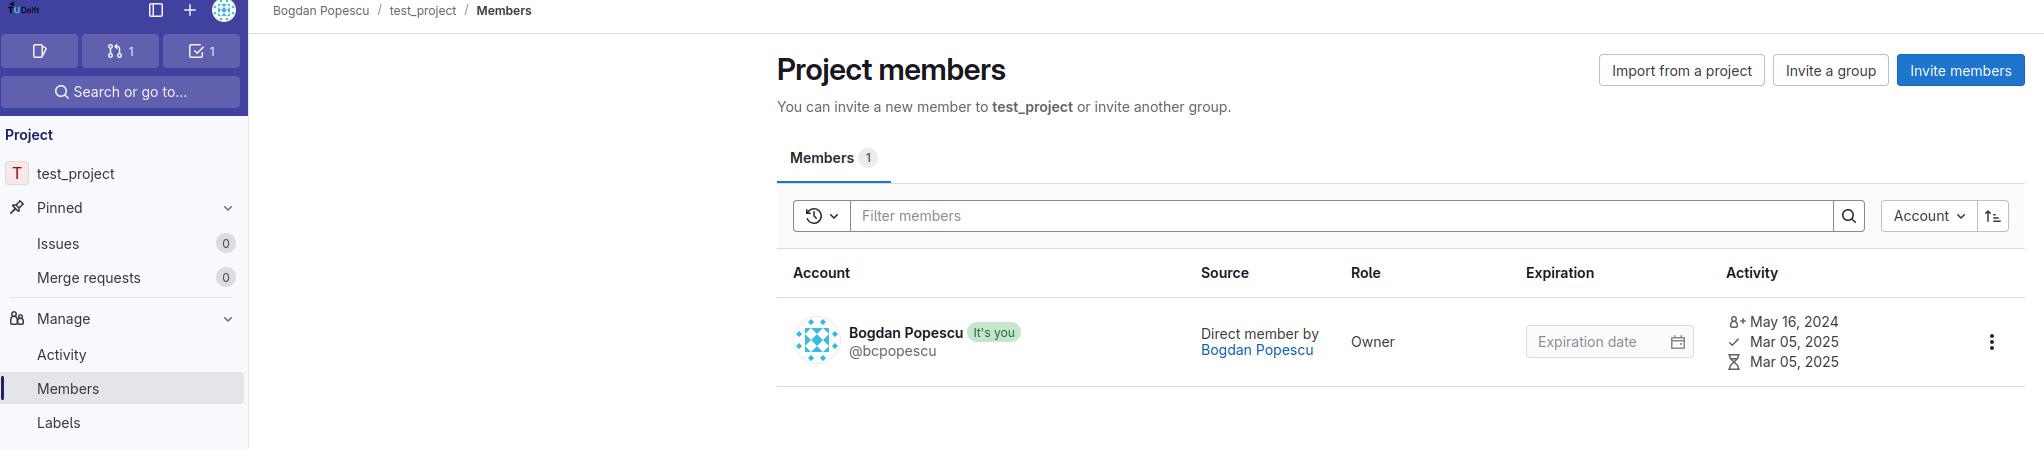 TU Delft
1
1
Search or go to...
Project
T test_project
Pinned
Issues 0
Merge requests 0
Manage
Activity
Members
Labels
Bogdan Popescu / test_project / Members
Project members
You can invite a new member to test_project or invite another group.
Import from a project
Invite a group
Invite members
Members 1
Filter members
Account
Account Source Role Expiration Activity
Bogdan Popescu It's you
@bcpopescu
Direct member by
Bogdan Popescu
Owner
Expiration date
May 16, 2024
Mar 05, 2025
Mar 05, 2025